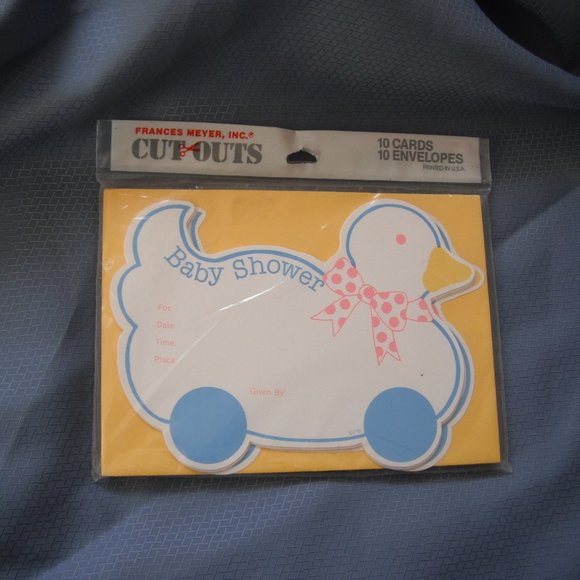 FRANCES MEYER, INC.®
CUT OUTS
10 CARDS
10 ENVELOPES
PRINTED IN U.S.A.
Baby Shower
For:
Date:
Time:
Place:
Given By: